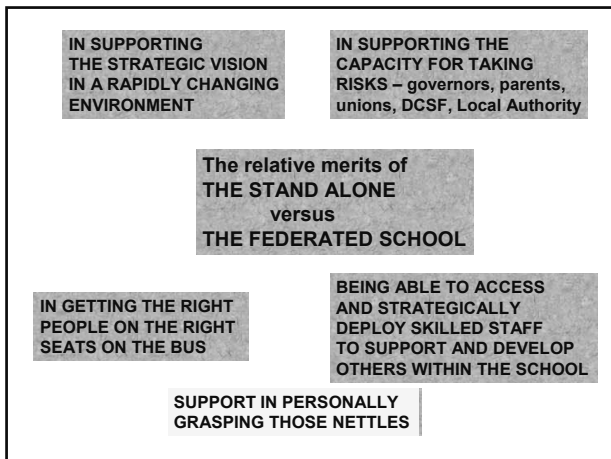 IN SUPPORTING
THE STRATEGIC VISION
IN A RAPIDLY CHANGING
ENVIRONMENT
IN SUPPORTING THE
CAPACITY FOR TAKING
RISKS – governors, parents,
unions, DCSF, Local Authority
The relative merits of
THE STAND ALONE
versus
THE FEDERATED SCHOOL
IN GETTING THE RIGHT
PEOPLE ON THE RIGHT
SEATS ON THE BUS
BEING ABLE TO ACCESS
AND STRATEGICALLY
DEPLOY SKILLED STAFF
TO SUPPORT AND DEVELOP
OTHERS WITHIN THE SCHOOL
SUPPORT IN PERSONALLY
GRASPING THOSE NETTLES